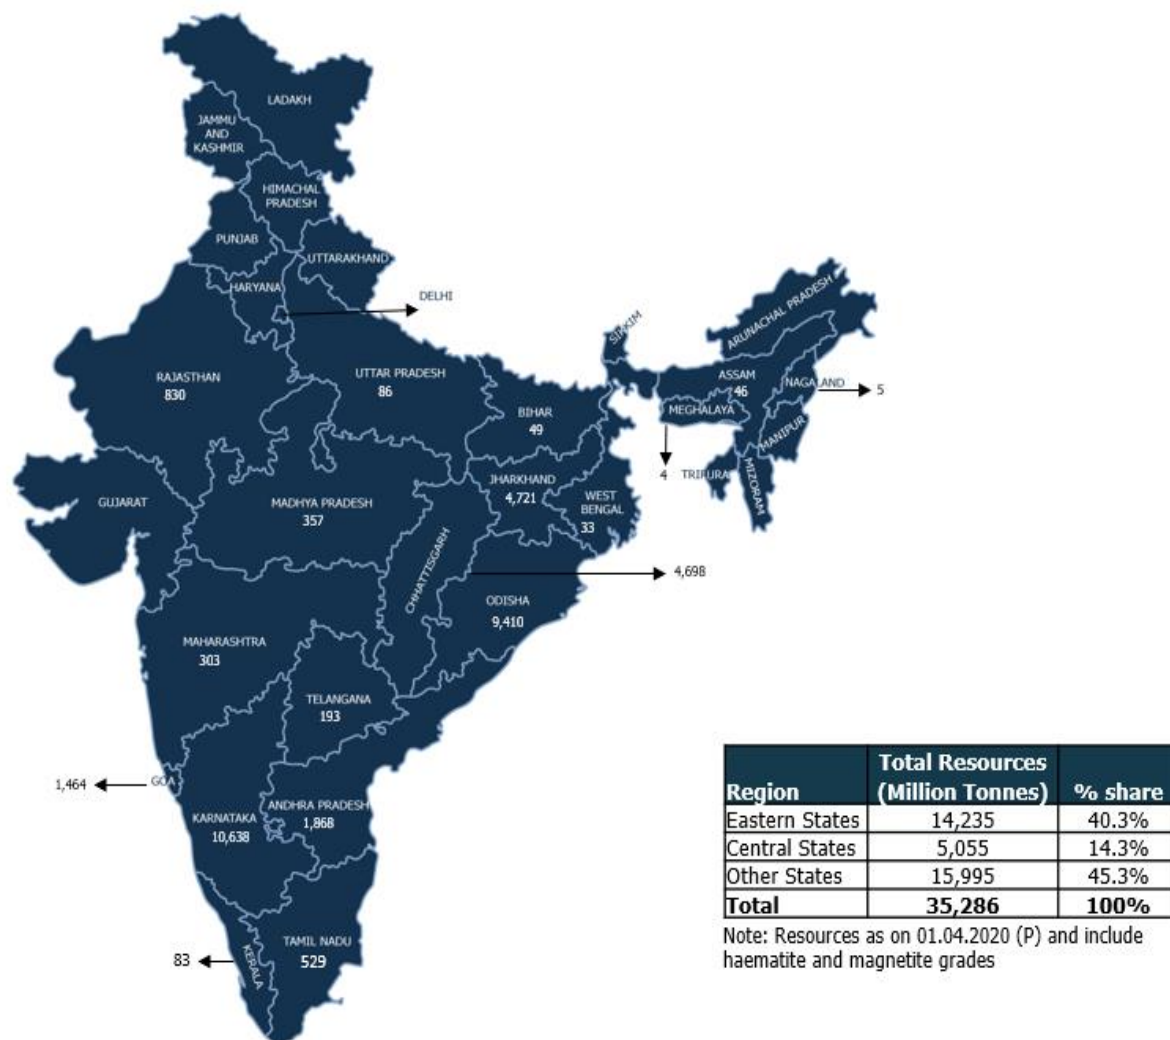 LADAKH
JAMMU
AND
KASHMIR
HIMACHAL
PRADESH
PUNJAB
UTTARAKHAND
HARYANA
DELHI
SIKKIM
ARUNACHAL PRADESH
RAJASTHAN
830
UTTAR PRADESH
86
ASSAM
46
NAGALAND
5
BIHAR
49
MEGHALAYA
4
MANIPUR
TRIPURA
MIZORAM
GUJARAT
MADHYA PRADESH
357
JHARKHAND
4,721
WEST
BENGAL
33
CHHATTISGARH
4,698
ODISHA
9,410
MAHARASHTRA
303
TELANGANA
193
GOA
1,464
KARNATAKA
10,638
ANDHRA PRADESH
1,868
KERALA
83
TAMIL NADU
529
Total Resources
Region (Million Tonnes) % share
Eastern States 14,235 40.3%
Central States 5,055 14.3%
Other States 15,995 45.3%
Total 35,286 100%
Note: Resources as on 01.04.2020 (P) and include
haematite and magnetite grades